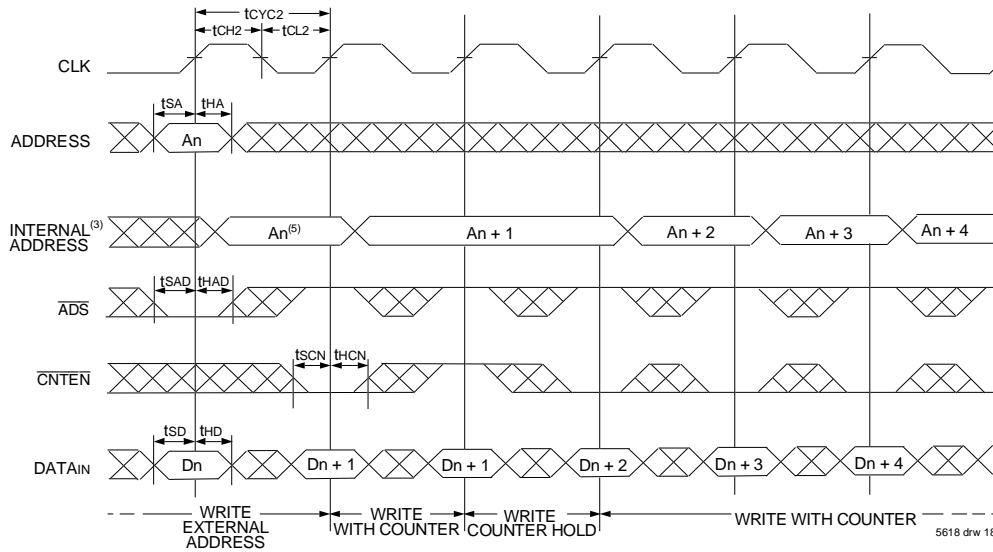 tCYC2
tCH2 tCL2
CLK
tSA tHA
ADDRESS An
INTERNAL(3) ADDRESS An(5) An + 1 An + 2 An + 3 An + 4
tSAD tHAD
ADS
tSCN tHCN
CNTEN
tSD tHD
DATAIN Dn Dn + 1 Dn + 1 Dn + 2 Dn + 3 Dn + 4
WRITE EXTERNAL ADDRESS
WRITE WITH COUNTER
WRITE COUNTER HOLD
WRITE WITH COUNTER
5618 drw 18